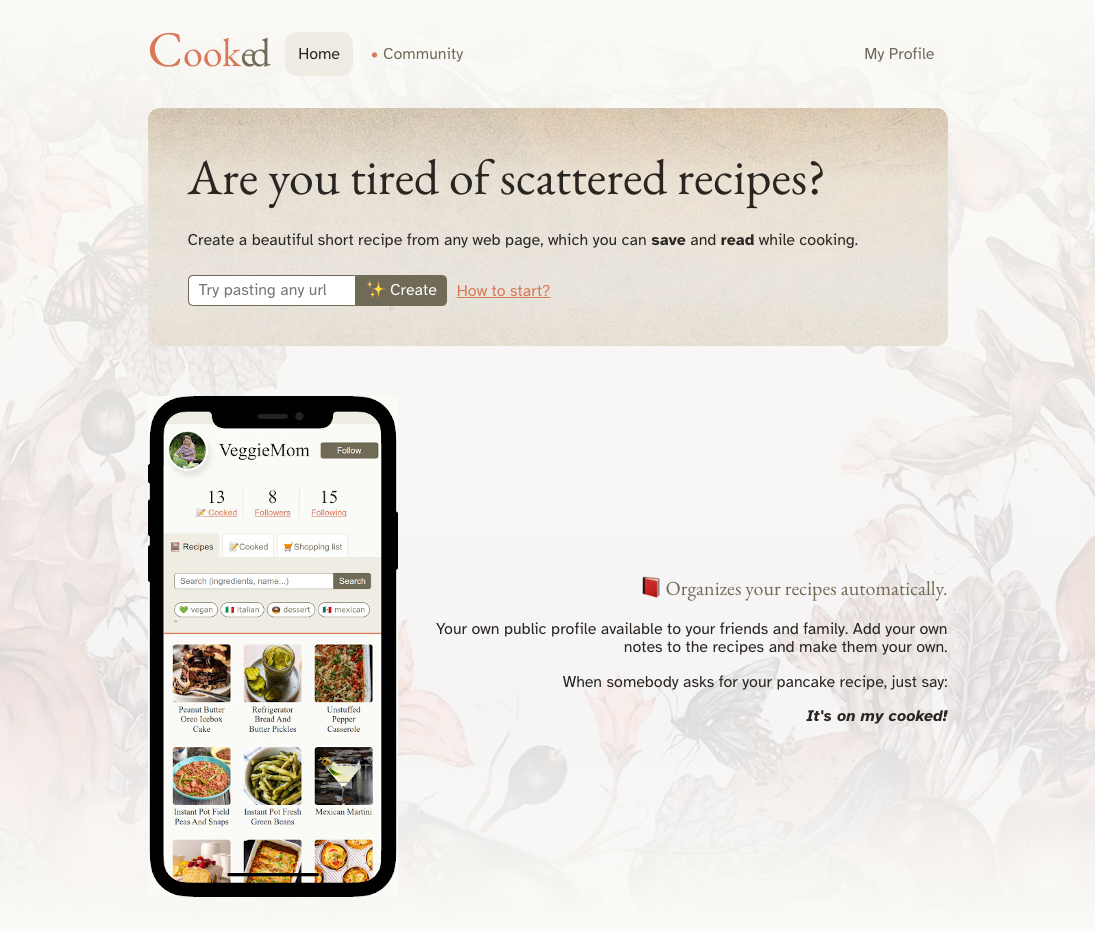 Cooked
Home
Community
My Profile
Are you tired of scattered recipes?
Create a beautiful short recipe from any web page, which you can save and read while cooking.
Try pasting any url
✨ Create
How to start?
VeggieMom
Follow
13
8
15
📝 Cooked
Followers
Following
📔 Recipes
📝Cooked
🛒Shopping list
Search (ingredients, name...)
Search
💚 vegan
🇮🇹 Italian
🍩 dessert
🇲🇽 mexican
Peanut Butter
Oreo Icebox
Cake
Refrigerator
Bread And
Butter Pickles
Unstuffed
Pepper
Casserole
Instant Pot Field
Peas And Snaps
Instant Pot Fresh
Green Beans
Mexican Martini
📕 Organizes your recipes automatically.
Your own public profile available to your friends and family. Add your own
notes to the recipes and make them your own.
When somebody asks for your pancake recipe, just say:
It's on my cooked!